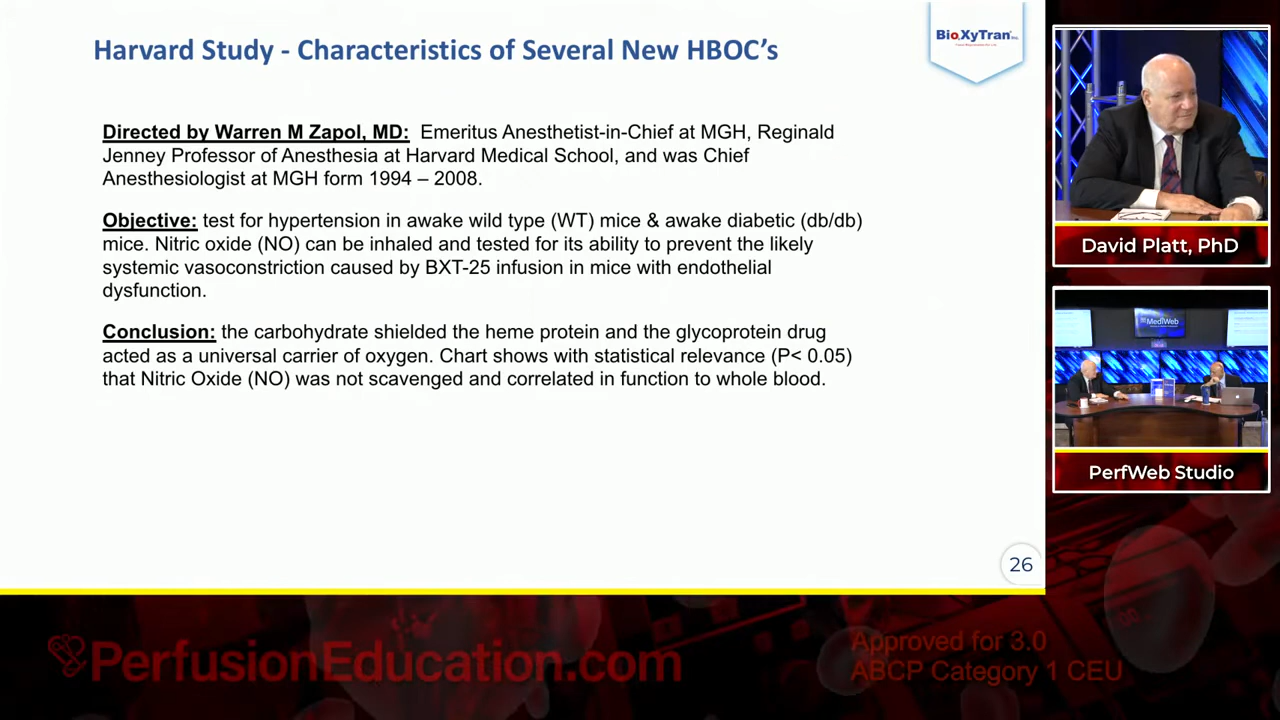 Harvard Study - Characteristics of Several New HBOC's
BioXyTran Inc.
Directed by Warren M Zapol, MD: Emeritus Anesthetist-in-Chief at MGH, Reginald
Jenney Professor of Anesthesia at Harvard Medical School, and was Chief
Anesthesiologist at MGH form 1994 – 2008.
Objective: test for hypertension in awake wild type (WT) mice & awake diabetic (db/db)
mice. Nitric oxide (NO) can be inhaled and tested for its ability to prevent the likely
systemic vasoconstriction caused by BXT-25 infusion in mice with endothelial
dysfunction.
Conclusion: the carbohydrate shielded the heme protein and the glycoprotein drug
acted as a universal carrier of oxygen. Chart shows with statistical relevance (P< 0.05)
that Nitric Oxide (NO) was not scavenged and correlated in function to whole blood.
26
David Platt, PhD
MediWeb
PerfWeb Studio
PerfusionEducation.com
Approved for 3.0
ABCP Category 1 CEU